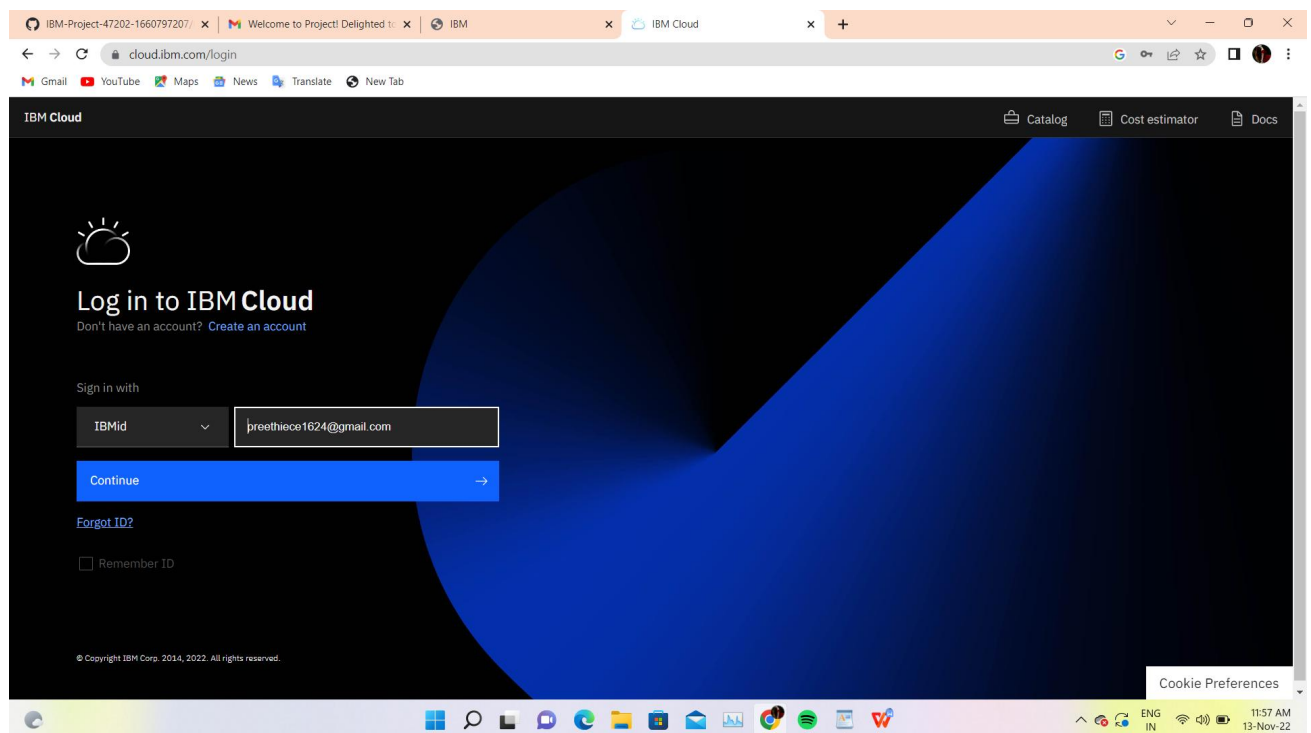 IBM-Project-47202-1660797207/
Welcome to Project! Delighted to
IBM
IBM Cloud
cloud.ibm.com/login
Gmail YouTube Maps News Translate New Tab
IBM Cloud Catalog Cost estimator Docs
Log in to IBM Cloud
Don't have an account? Create an account
Sign in with
IBMid preethiece1624@gmail.com
Continue
Forgot ID?
Remember ID
© Copyright IBM Corp. 2014, 2022. All rights reserved.
Cookie Preferences
ENG 11:57 AM
IN 13-Nov-22